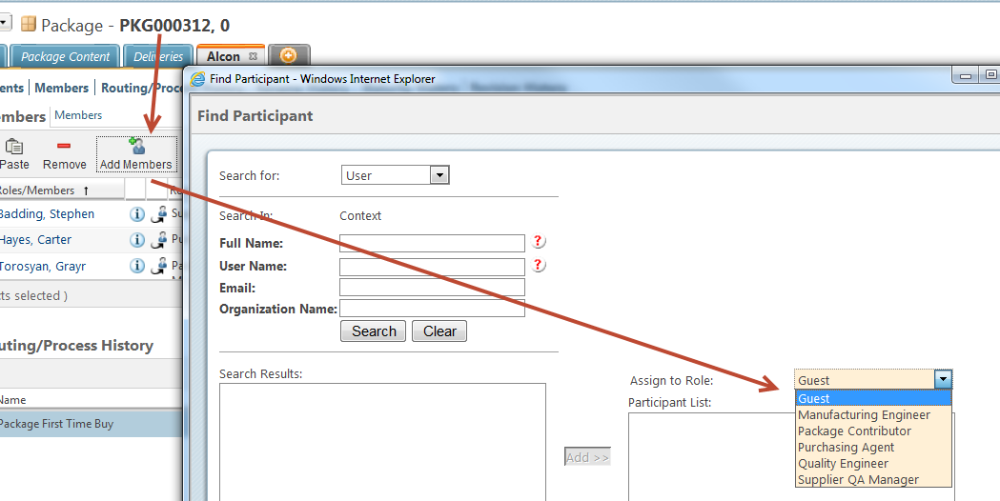 Package - PKG000312, 0
Package Content Deliveries Alcon
Find Participant - Windows Internet Explorer
ents Members Routing/Proce
Find Participant
embers Members
Paste Remove Add Members
Roles/Members ↑
Badding, Stephen Su
Hayes, Carter Pu
Torosyan, Grayr Pa
cts selected )
uting/Process History
Name
Package First Time Buy
Search for: User
Search In: Context
Full Name: ?
User Name: ?
Email:
Organization Name:
Search Clear
Search Results:
Add >>
Assign to Role: Guest
Participant List:
Guest
Manufacturing Engineer
Package Contributor
Purchasing Agent
Quality Engineer
Supplier QA Manager